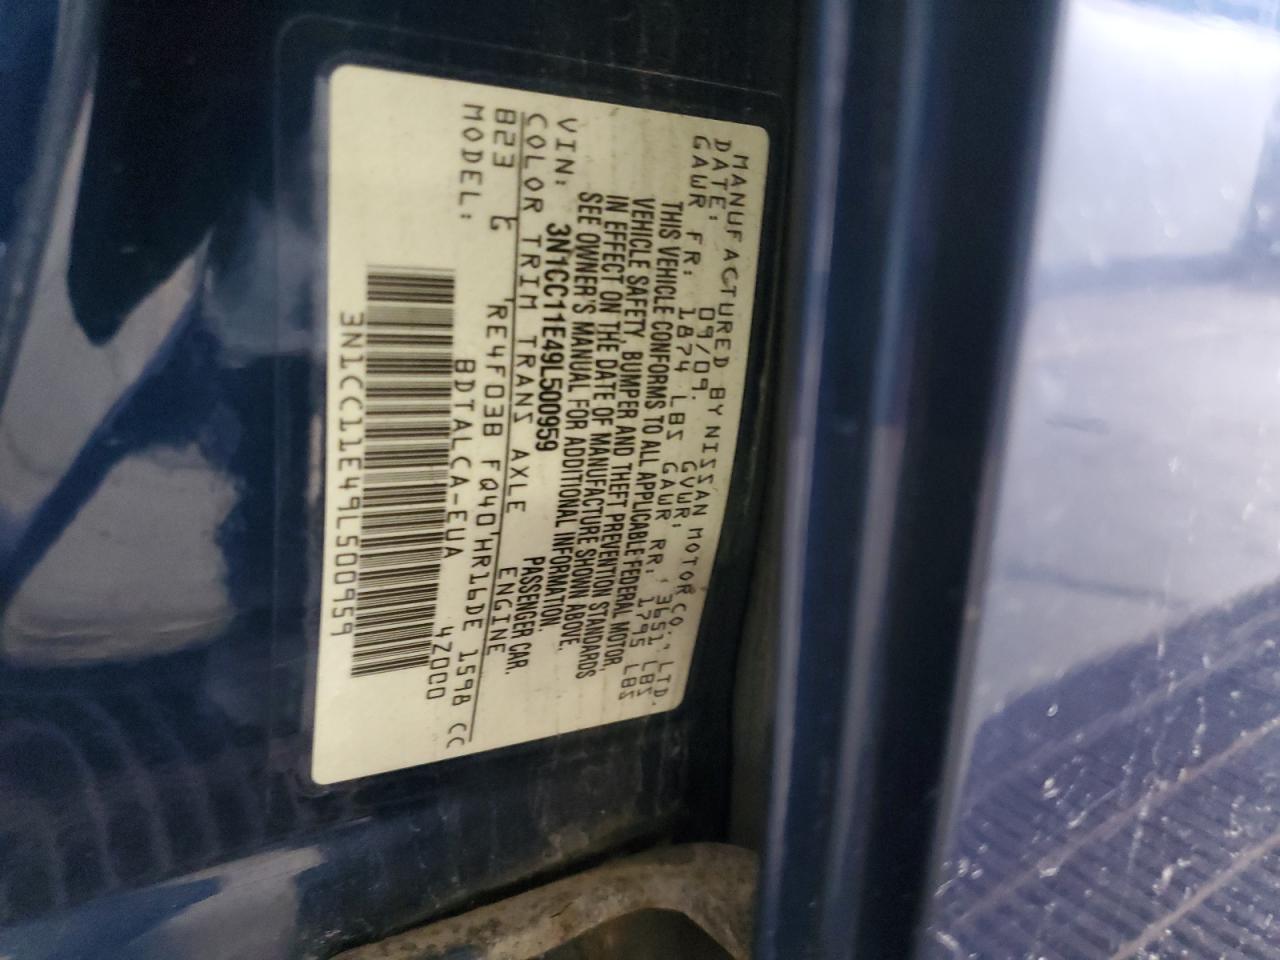 MANUFACTURED BY NISSAN MOTOR CO., LTD.
DATE: 09/09. GVWR: 3651 LBS.
GAWR FR: 1874 LBS GAWR RR: 1795 LBS
THIS VEHICLE CONFORMS TO ALL APPLICABLE FEDERAL MOTOR
VEHICLE SAFETY, BUMPER AND THEFT PREVENTION STANDARDS
IN EFFECT ON THE DATE OF MANUFACTURE SHOWN ABOVE.
SEE OWNER'S MANUAL FOR ADDITIONAL INFORMATION.
VIN: 3N1CC11E49L500959 PASSENGER CAR.
COLOR TRIM TRANS AXLE ENGINE
B23 G RE4F03B FQ40 HR16DE 1598 CC
MODEL: BDTALCA-EUA 4Z000
3N1CC11E49L500959